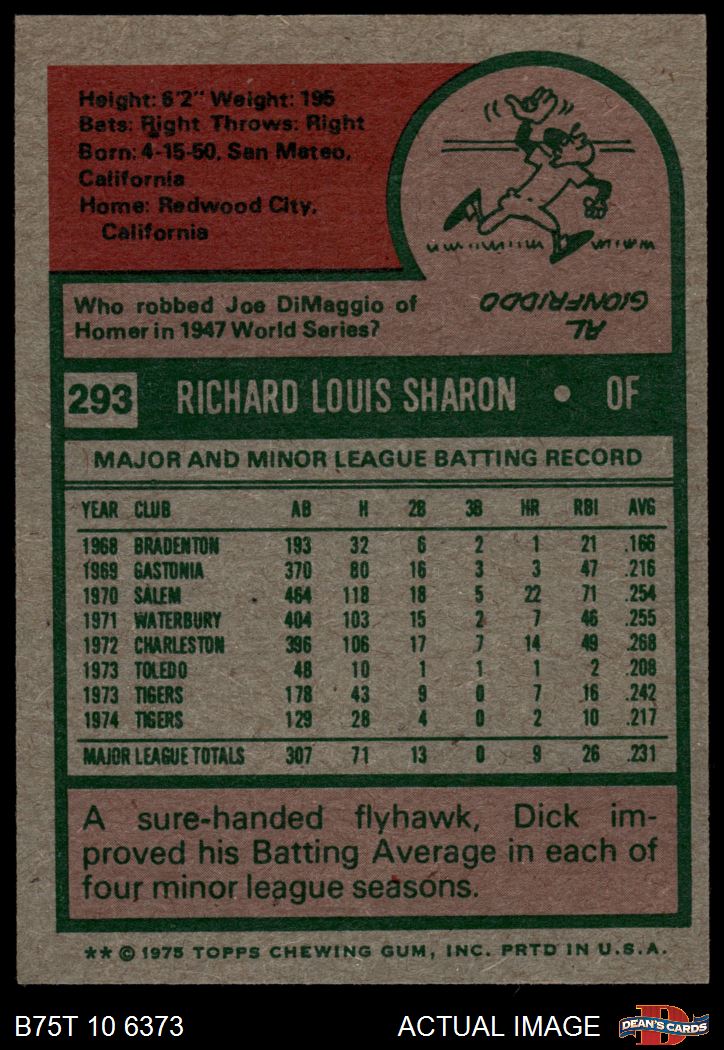 Height: 6'2" Weight: 195
Bats: Right Throws: Right
Born: 4-15-50, San Mateo,
California
Home: Redwood City,
California
Who robbed Joe DiMaggio of
Homer in 1947 World Series?
AL
GIONFRIDDO
293 RICHARD LOUIS SHARON • OF
MAJOR AND MINOR LEAGUE BATTING RECORD
YEAR CLUB AB H 2B 3B HR RBI AVG
1968 BRADENTON 193 32 6 2 1 21 .166
1969 GASTONIA 370 80 16 3 3 47 .216
1970 SALEM 464 118 18 5 22 71 .254
1971 WATERBURY 404 103 15 2 7 46 .255
1972 CHARLESTON 396 106 17 7 14 49 .268
1973 TOLEDO 48 10 1 1 1 2 .208
1973 TIGERS 178 43 9 0 7 16 .242
1974 TIGERS 129 28 4 0 2 10 .217
MAJOR LEAGUE TOTALS 307 71 13 0 9 26 .231
A sure-handed flyhawk, Dick im-
proved his Batting Average in each of
four minor league seasons.
** © 1975 TOPPS CHEWING GUM, INC. PRTD IN U.S.A.
B75T 10 6373 ACTUAL IMAGE D DEAN'S CARDS